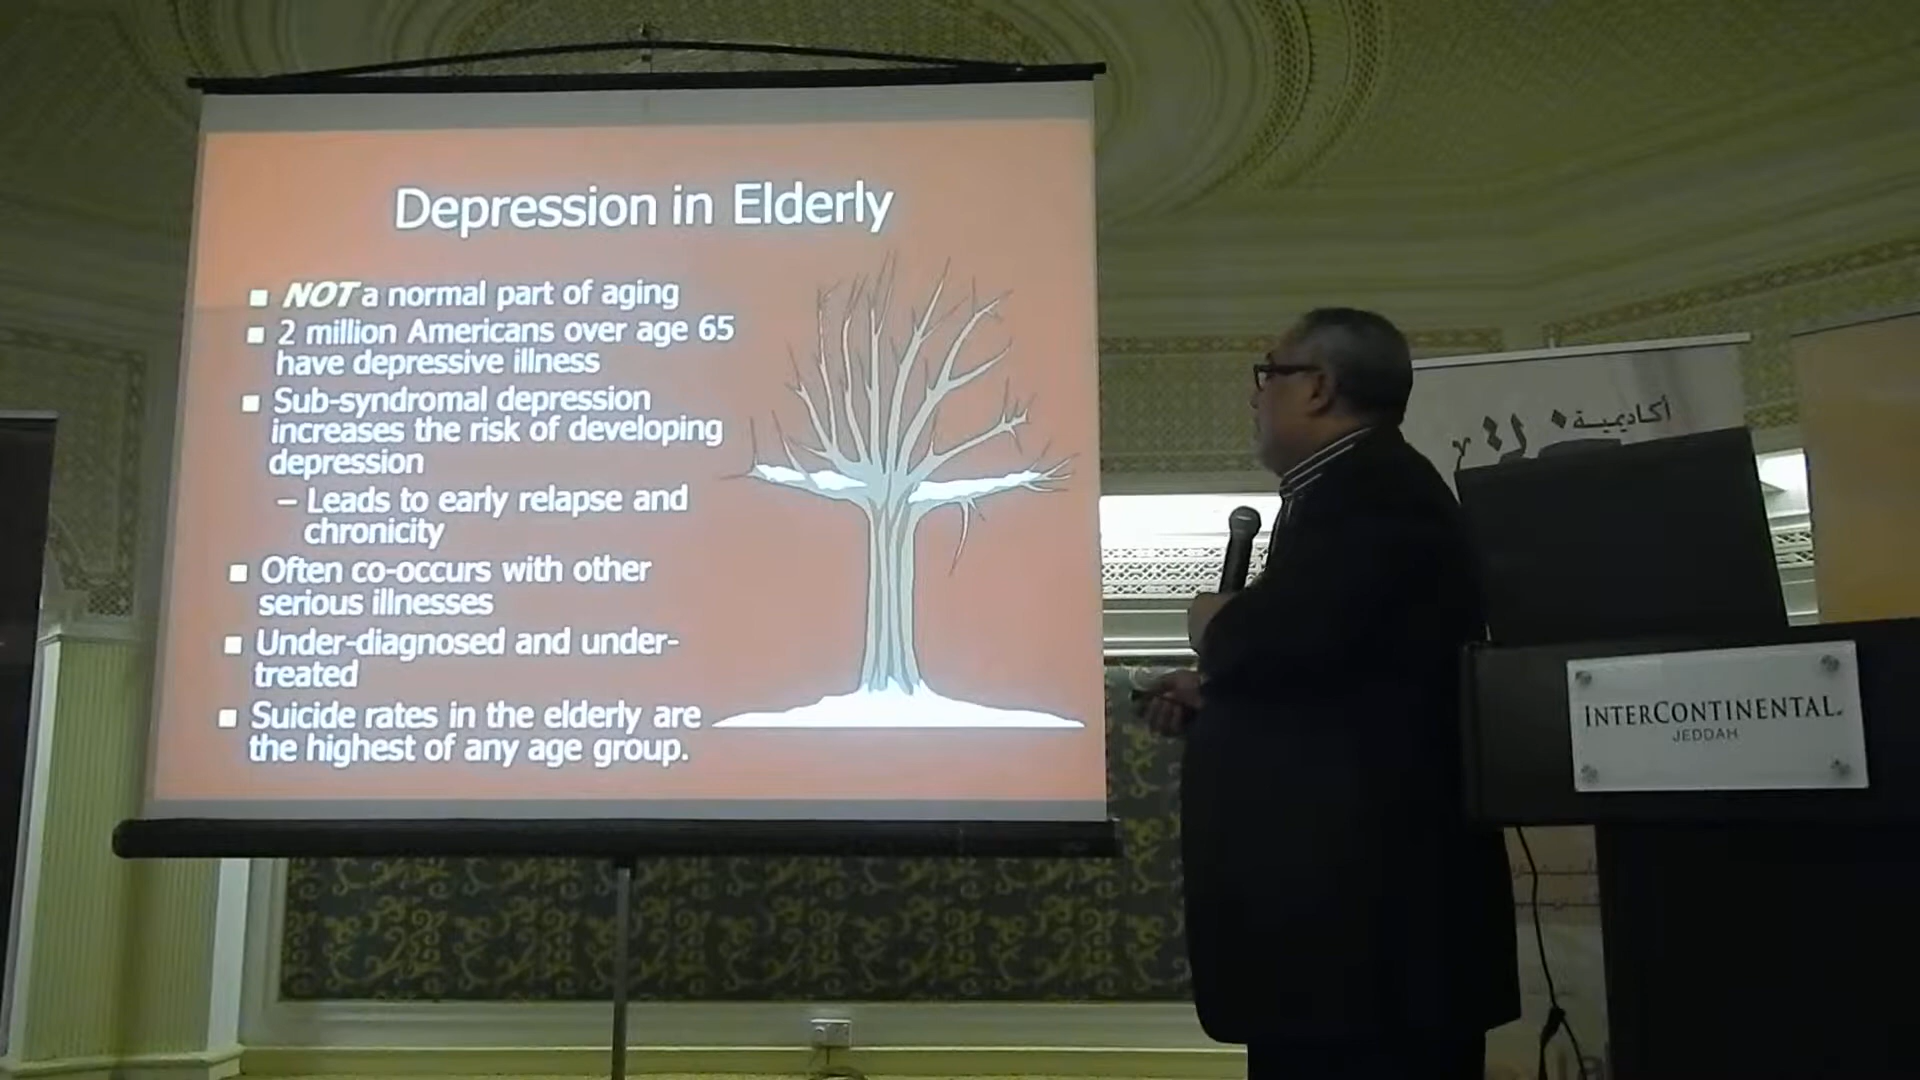 Depression in Elderly
■ NOT a normal part of aging
■ 2 million Americans over age 65
have depressive illness
■ Sub-syndromal depression
increases the risk of developing
depression
– Leads to early relapse and
chronicity
■ Often co-occurs with other
serious illnesses
■ Under-diagnosed and under-
treated
■ Suicide rates in the elderly are
the highest of any age group.
أكاديمية
INTERCONTINENTAL.
JEDDAH